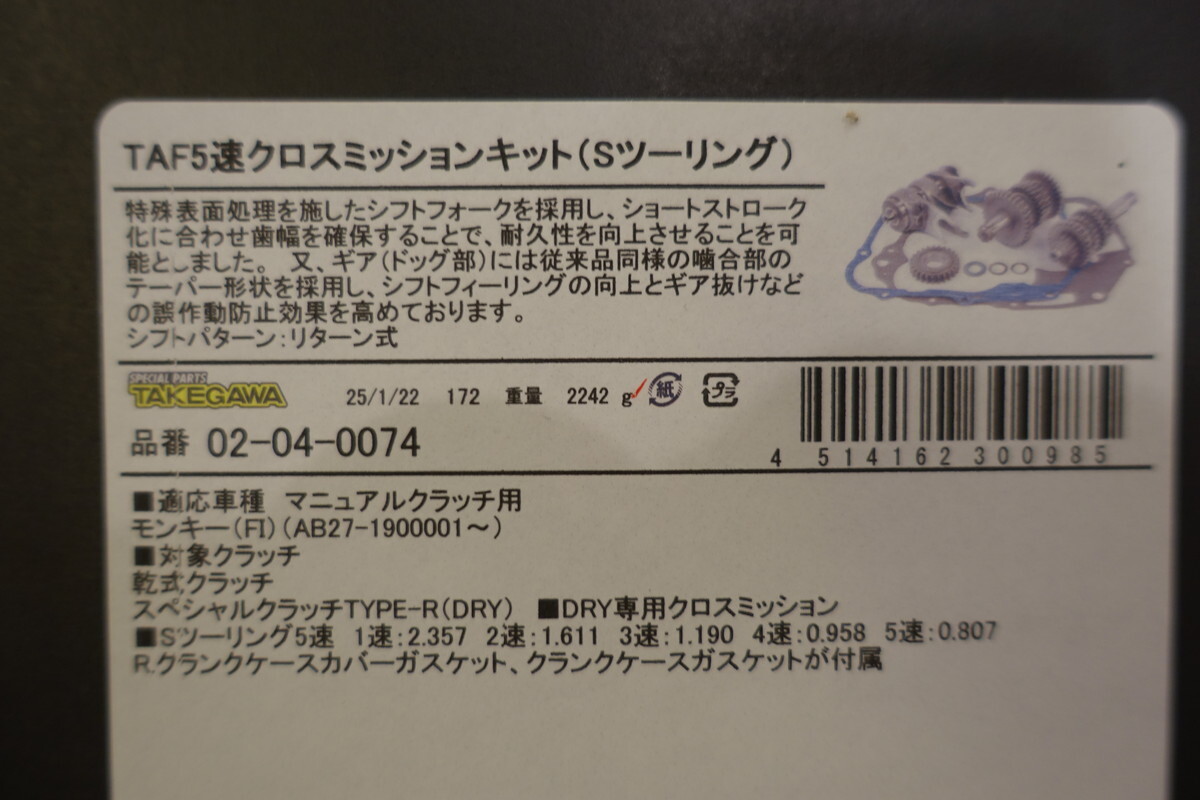 TAF5速クロスミッションキット(Sツーリング)
特殊表面処理を施したシフトフォークを採用し、ショートストローク
化に合わせ歯幅を確保することで、耐久性を向上させることを可
能としました。 又、ギア(ドッグ部)には従来品同様の噛合部の
テーパー形状を採用し、シフトフィーリングの向上とギア抜けなど
の誤作動防止効果を高めております。
シフトパターン:リターン式
SPECIAL PARTS
TAKEGAWA 25/1/22 172 重量 2242 g 紙 プラ
品番 02-04-0074
4 514162 300985
■適応車種 マニュアルクラッチ用
モンキー(FI)(AB27-1900001~)
■対象クラッチ
乾式クラッチ
スペシャルクラッチTYPE-R(DRY) ■DRY専用クロスミッション
■Sツーリング5速 1速:2.357 2速:1.611 3速:1.190 4速:0.958 5速:0.807
R.クランクケースカバーガスケット、クランクケースガスケットが付属